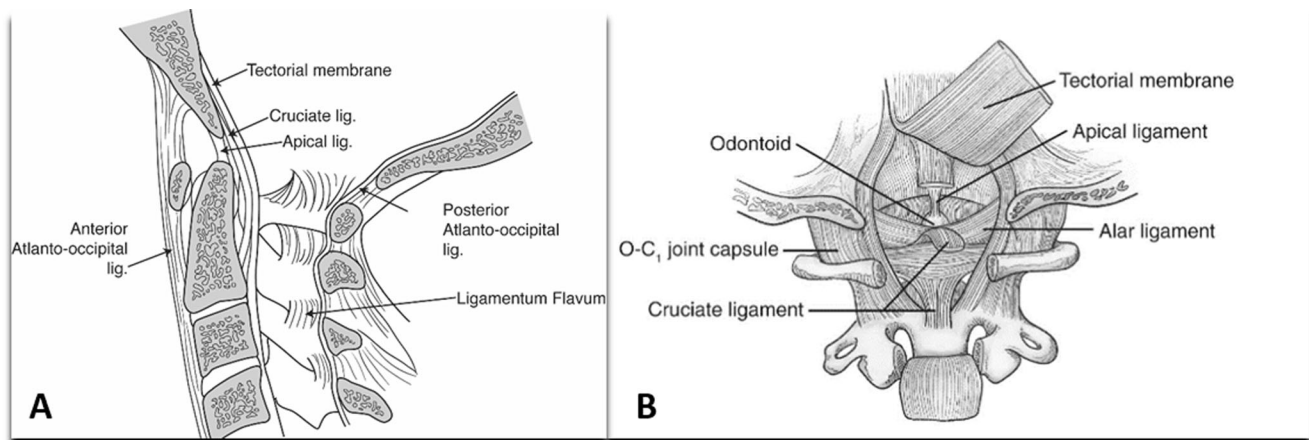 Tectorial membrane
Cruciate lig.
Apical lig.
Anterior
Atlanto-occipital
lig.
Posterior
Atlanto-occipital
lig.
Ligamentum Flavum
A
Tectorial membrane
Apical ligament
Odontoid
Alar ligament
O-C₁ joint capsule
Cruciate ligament
B